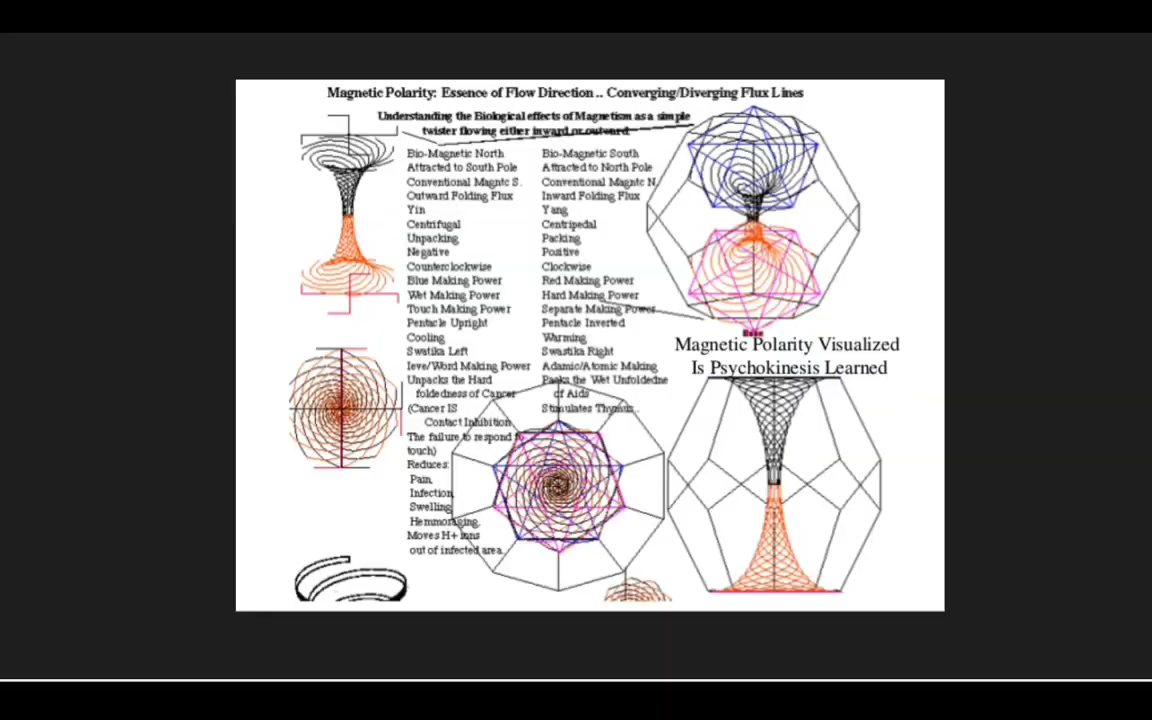 Magnetic Polarity: Essence of Flow Direction .. Converging/Diverging Flux Lines
Understanding the Biological effects of Magnetism as a simple
twister flowing either inward or outward
Bio-Magnetic North
Attracted to South Pole
Conventional Magntc S.
Outward Folding Flux
Yin
Centrifugal
Unpacking
Negative
Counterclockwise
Blue Making Power
Wet Making Power
Touch Making Power
Pentacle Upright
Cooling
Swatika Left
Ieve/Word Making Power
Unpacks the Hard
foldedness of Cancer
(Cancer IS
Contact Inhibition
The failure to respond to
touch)
Reduces:
Pain,
Infection,
Swelling,
Hemmoraging,
Moves H+ ions
out of infected area.
Bio-Magnetic South
Attracted to North Pole
Conventional Magntc N.
Inward Folding Flux
Yang
Centripedal
Packing
Positive
Clockwise
Red Making Power
Hard Making Power
Separate Making Power
Pentacle Inverted
Warming
Swastika Right
Adamic/Atomic Making
Packs the Wet Unfoldedne
of Aids
Stimulates Thymus..
Magnetic Polarity Visualized
Is Psychokinesis Learned